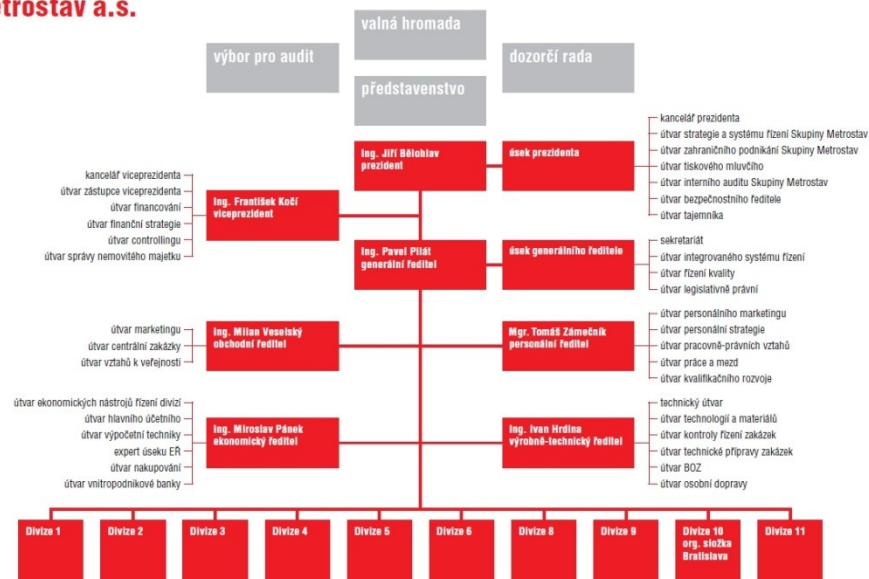 etrostav a.s.
valná hromada
výbor pro audit
dozorčí rada
představenstvo
Ing. Jiří Bělohlav
prezident
úsek prezidenta
kancelář prezidenta
útvar strategie a systému řízení Skupiny Metrostav
útvar zahraničního podnikání Skupiny Metrostav
útvar tiskového mluvčího
útvar interního auditu Skupiny Metrostav
útvar bezpečnostního ředitele
útvar tajemníka
kancelář viceprezidenta
útvar zástupce viceprezidenta
útvar financování
útvar finanční strategie
útvar controllingu
útvar správy nemovitého majetku
Ing. František Kočí
viceprezident
Ing. Pavel Pilát
generální ředitel
úsek generálního ředitele
sekretariát
útvar integrovaného systému řízení
útvar řízení kvality
útvar legislativně právní
útvar marketingu
útvar centrální zakázky
útvar vztahů k veřejnosti
Ing. Milan Veselský
obchodní ředitel
Mgr. Tomáš Zámečník
personální ředitel
útvar personálního marketingu
útvar personální strategie
útvar pracovně-právních vztahů
útvar práce a mezd
útvar kvalifikačního rozvoje
útvar ekonomických nástrojů řízení divizí
útvar hlavního účetního
útvar výpočetní techniky
expert úseku EŘ
útvar nakupování
útvar vnitropodnikové banky
Ing. Miroslav Pánek
ekonomický ředitel
Ing. Ivan Hrdina
výrobně-technický ředitel
technický útvar
útvar technologií a materiálů
útvar kontroly řízení zakázek
útvar technické přípravy zakázek
útvar BOZ
útvar osobní dopravy
Divize 1
Divize 2
Divize 3
Divize 4
Divize 5
Divize 6
Divize 8
Divize 9
Divize 10
org. složka
Bratislava
Divize 11